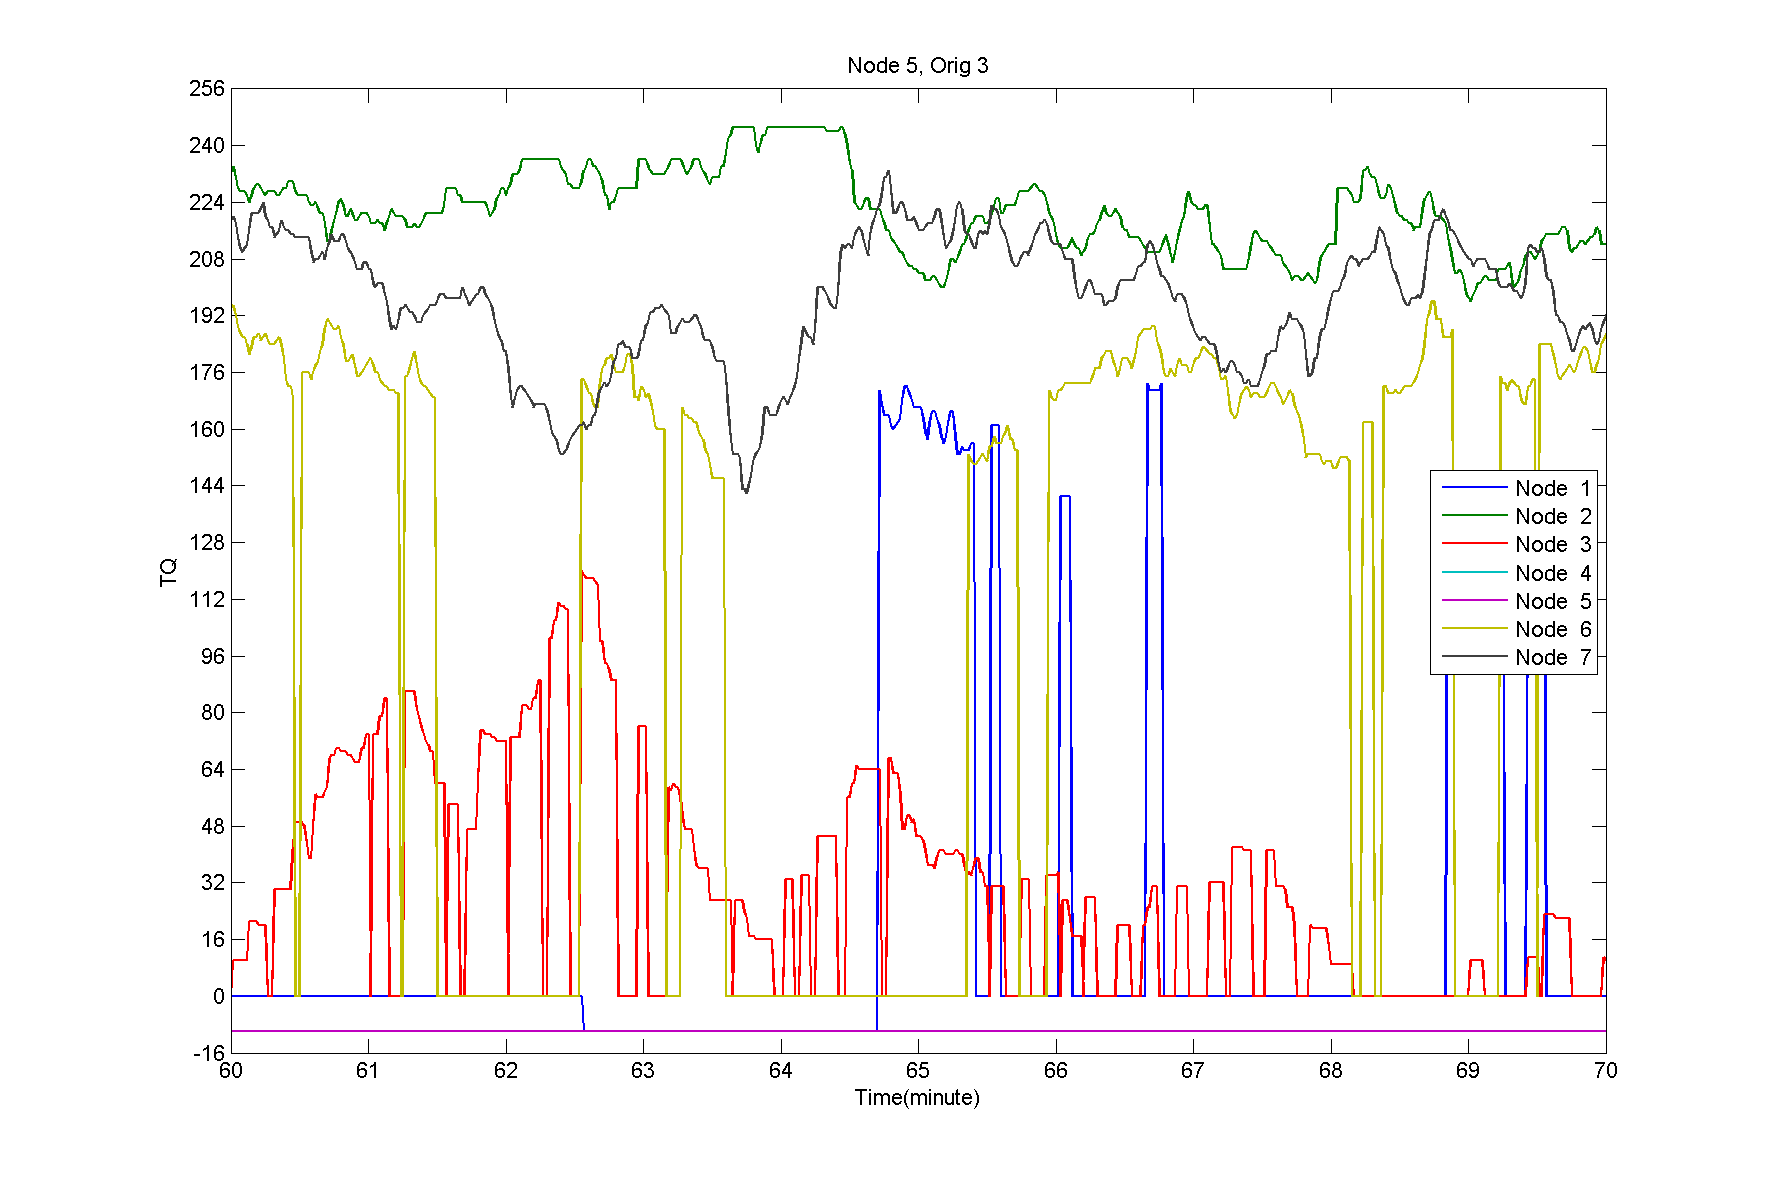 Node 5, Orig 3
256
240
224
208
192
176
160
144
128
112
96
80
64
48
32
16
0
-16
TQ
Node 1
Node 2
Node 3
Node 4
Node 5
Node 6
Node 7
60 61 62 63 64 65 66 67 68 69 70
Time(minute)